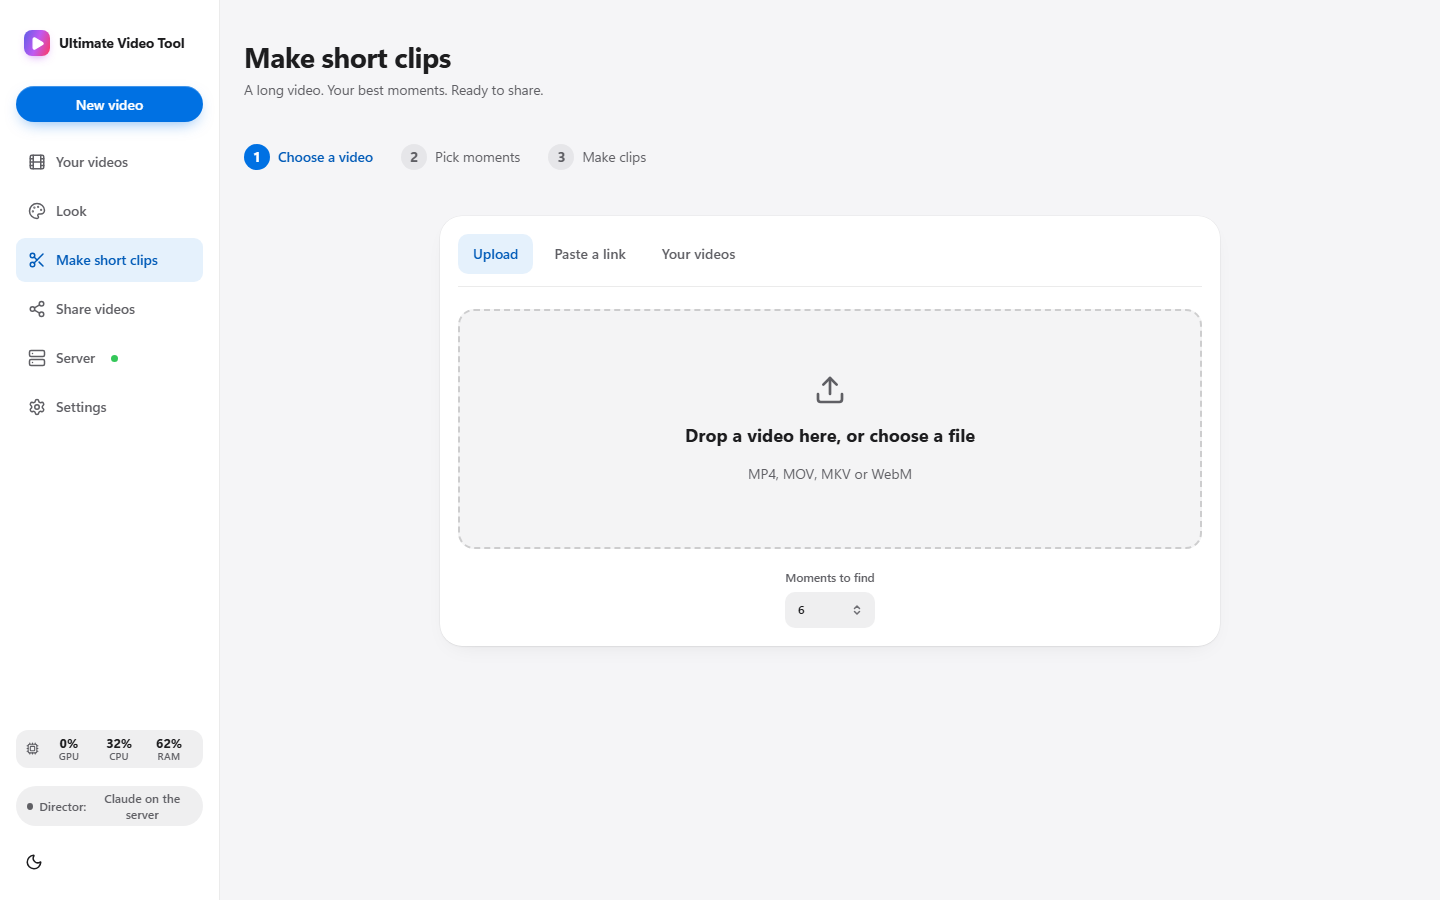 Ultimate Video Tool
New video
Your videos
Look
Make short clips
Share videos
Server
Settings
0%
GPU
32%
CPU
62%
RAM
Director:
Claude on the
server
Make short clips
A long video. Your best moments. Ready to share.
1 Choose a video
2 Pick moments
3 Make clips
Upload
Paste a link
Your videos
Drop a video here, or choose a file
MP4, MOV, MKV or WebM
Moments to find
6